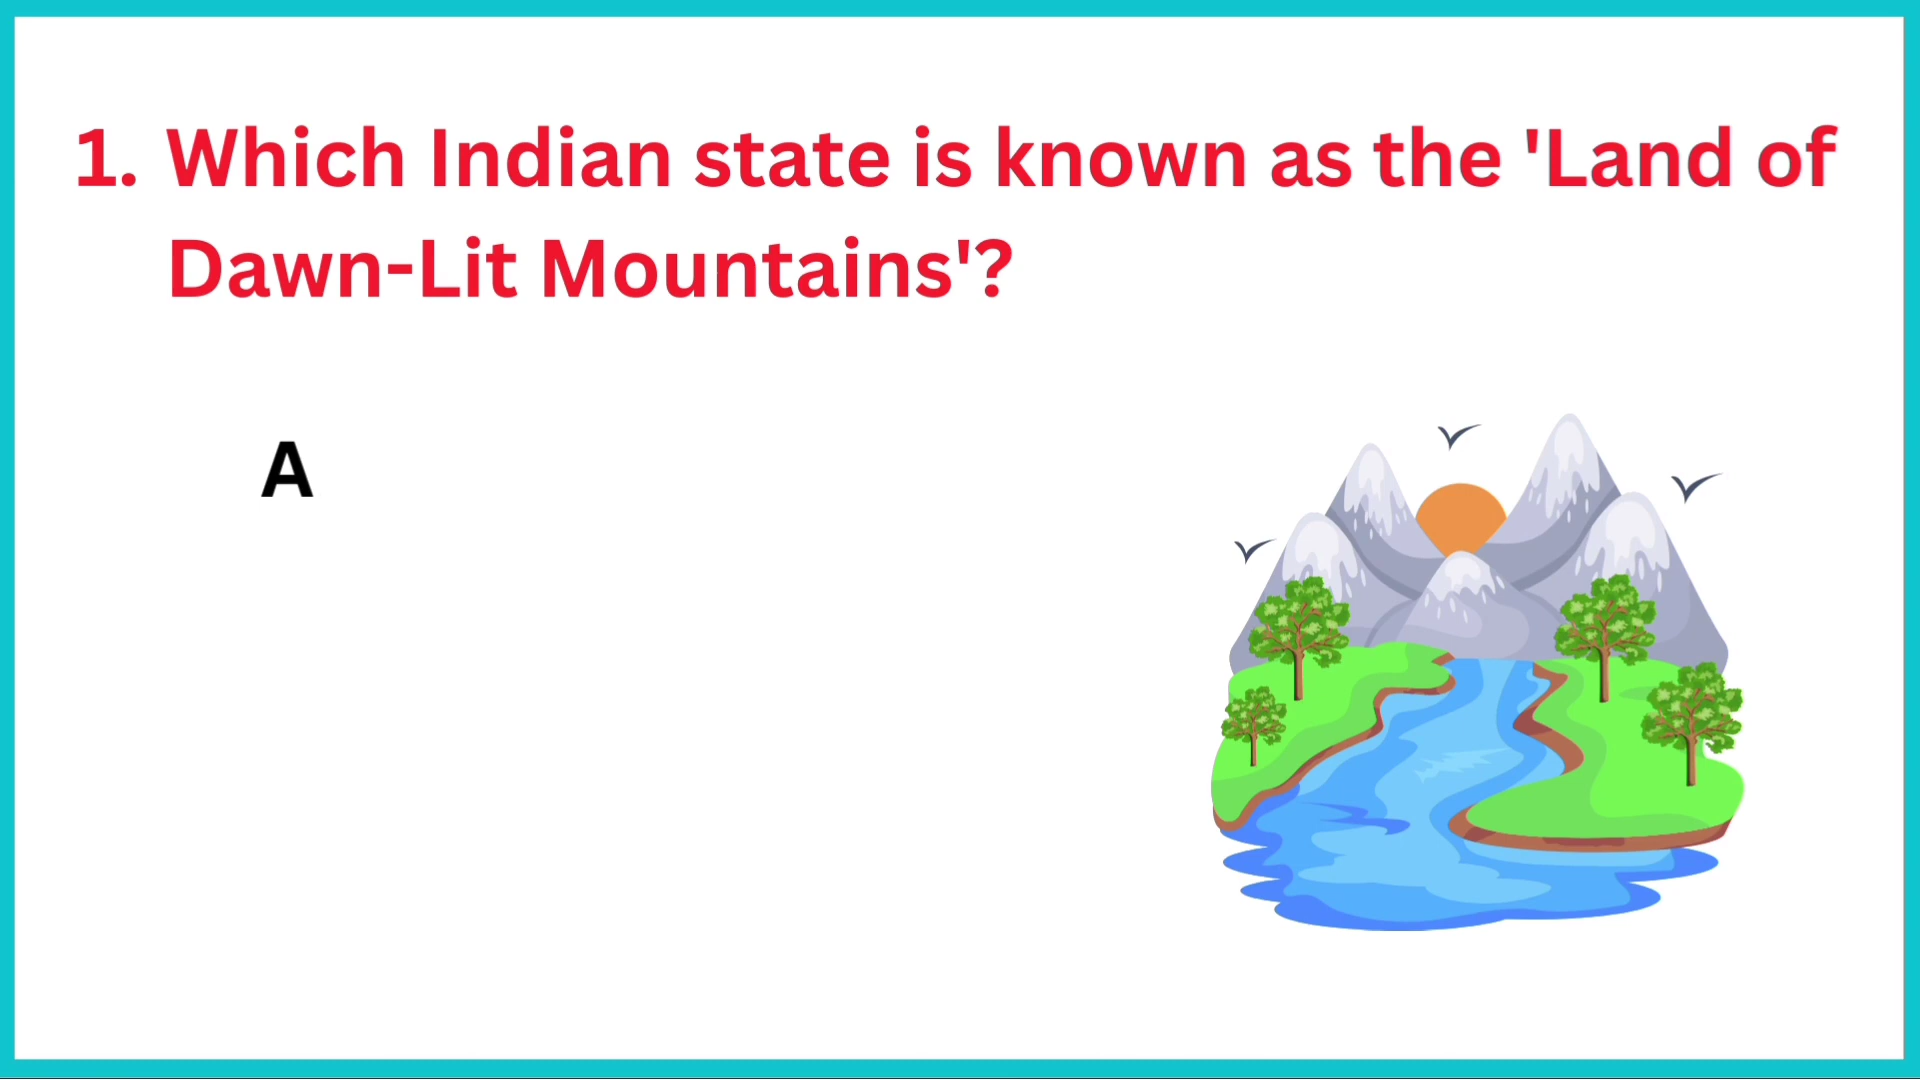 1. Which Indian state is known as the 'Land of
Dawn-Lit Mountains'?
A